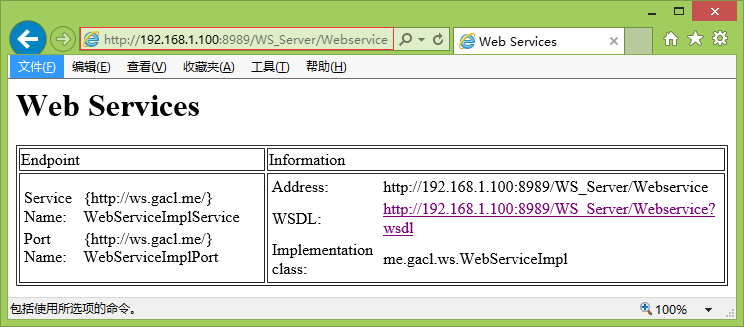 http://192.168.1.100:8989/WS_Server/Webservice
Web Services
文件(F) 编辑(E) 查看(V) 收藏夹(A) 工具(T) 帮助(H)
Web Services
Endpoint
Information
Service Name:
{http://ws.gacl.me/}
WebServiceImplService
Port Name:
{http://ws.gacl.me/}
WebServiceImplPort
Address:
http://192.168.1.100:8989/WS_Server/Webservice
WSDL:
http://192.168.1.100:8989/WS_Server/Webservice?
wsdl
Implementation
class:
me.gacl.ws.WebServiceImpl
包括使用所选项的命令。
100%